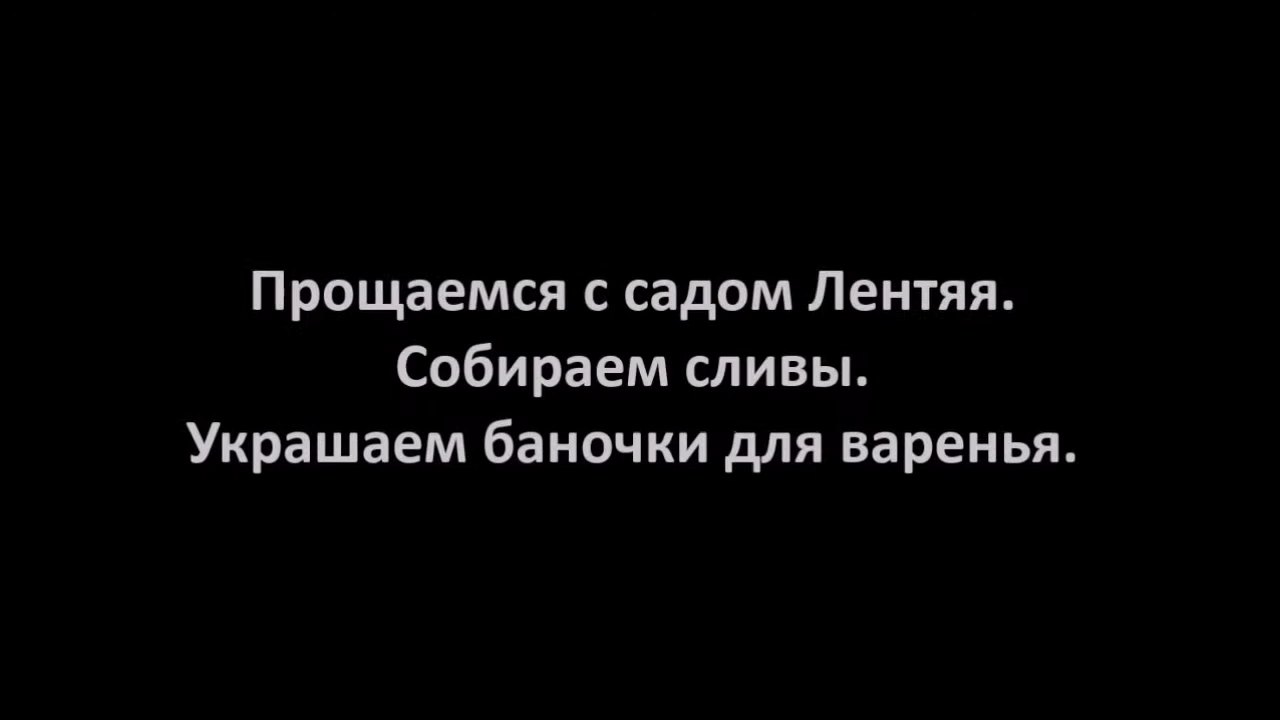 Прощаемся с садом Лентяя.
Собираем сливы.
Украшаем баночки для варенья.